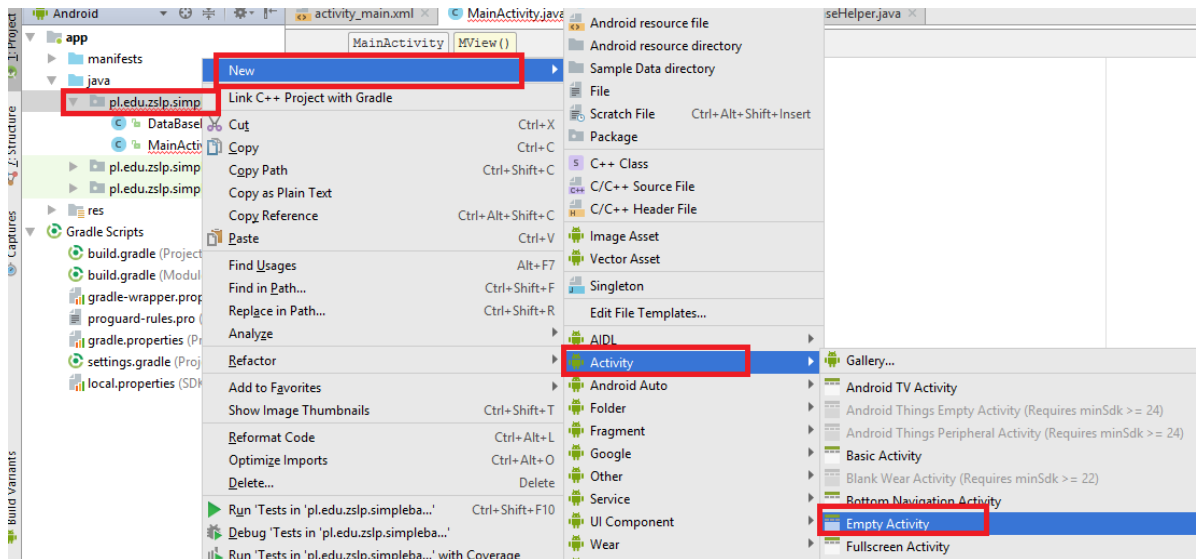 Android
activity_main.xml
MainActivity.java
seHelper.java
1: Project
Z: Structure
Captures
Build Variants
MainActivity
MView()
app
manifests
java
pl.edu.zslp.simp
DataBasel
MainActiv
pl.edu.zslp.simp
pl.edu.zslp.simp
res
Gradle Scripts
build.gradle (Project
build.gradle (Modul
gradle-wrapper.prop
proguard-rules.pro (
gradle.properties (Pr
settings.gradle (Proj
local.properties (SDK
New
Link C++ Project with Gradle
Cut Ctrl+X
Copy Ctrl+C
Copy Path Ctrl+Shift+C
Copy as Plain Text
Copy Reference Ctrl+Alt+Shift+C
Paste Ctrl+V
Find Usages Alt+F7
Find in Path... Ctrl+Shift+F
Replace in Path... Ctrl+Shift+R
Analyze
Refactor
Add to Favorites
Show Image Thumbnails Ctrl+Shift+T
Reformat Code Ctrl+Alt+L
Optimize Imports Ctrl+Alt+O
Delete... Delete
Run 'Tests in 'pl.edu.zslp.simpleba...' Ctrl+Shift+F10
Debug 'Tests in 'pl.edu.zslp.simpleba...'
Run 'Tests in 'pl.edu.zslp.simpleba...' with Coverage
Android resource file
Android resource directory
Sample Data directory
File
Scratch File Ctrl+Alt+Shift+Insert
Package
C++ Class
C/C++ Source File
C/C++ Header File
Image Asset
Vector Asset
Singleton
Edit File Templates...
AIDL
Activity
Android Auto
Folder
Fragment
Google
Other
Service
UI Component
Wear
Gallery...
Android TV Activity
Android Things Empty Activity (Requires minSdk >= 24)
Android Things Peripheral Activity (Requires minSdk >= 24)
Basic Activity
Blank Wear Activity (Requires minSdk >= 22)
Bottom Navigation Activity
Empty Activity
Fullscreen Activity